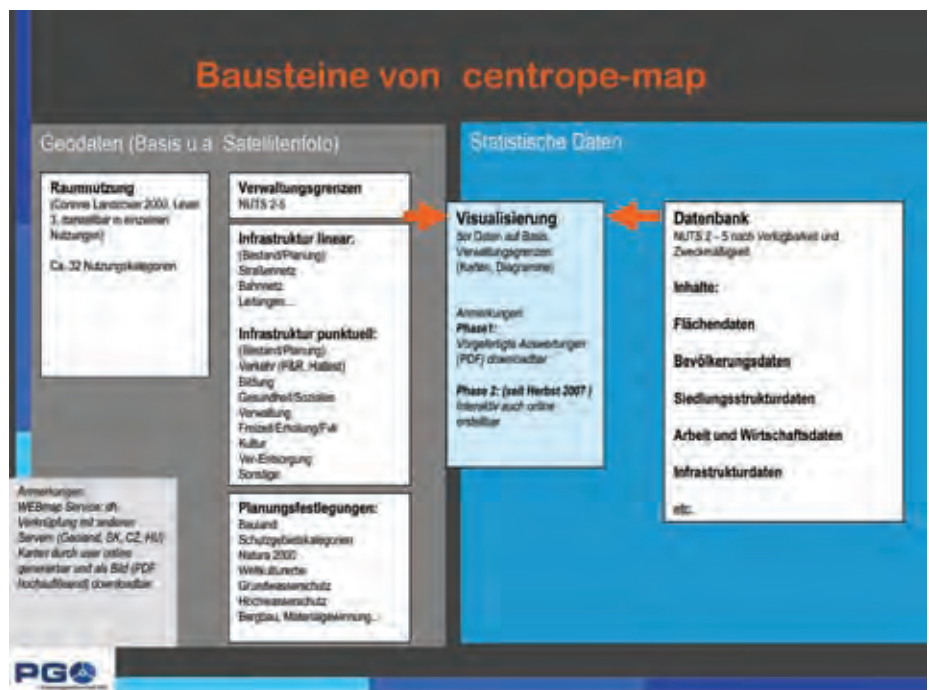 Bausteine von centrope-map
Geodaten (Basis u.a. Satellitenfoto)
Raumnutzung
(Corine Landcover 2000, Level
3, darstellbar in einzelnen
Nutzungen)
Ca. 32 Nutzungskategorien
Verwaltungsgrenzen
NUTS 2-5
Infrastruktur linear:
(Bestand/Planung)
Straßennetz
Bahnnetz
Leitungen...
Infrastruktur punktuell:
(Bestand/Planung)
Verkehr (P&R, Haltest)
Bildung
Gesundheit/Soziales
Verwaltung
Freizeit/Erholung/
Kultur
Ver-Entsorgung
Sonstige
Planungsfestlegungen:
Bauland
Schutzgebietskategorien
Natura 2000
Weltkulturerbe
Grundwasserschutz
Hochwasserschutz
Bergbau, Materialgewinnung...
Anmerkungen:
WEBmap Service: dh
Verknüpfung mit anderen
Servern (Geoland, SK, CZ, HU)
Karten durch user online
generierbar und als Bild (PDF
hochauflösend) downloadbar
Statistische Daten
Visualisierung
der Daten auf Basis
Verwaltungsgrenzen
(Karten, Diagramme)
Anmerkungen:
Phase1:
Vorgefertigte Auswertungen
(PDF) downloadbar
Phase 2: (seit Herbst 2007 )
Interaktiv auch online
erstellbar
Datenbank
NUTS 2 – 5 nach Verfügbarkeit und
Zweckmäßigkeit
Inhalte:
Flächendaten
Bevölkerungsdaten
Siedlungsstrukturdaten
Arbeit und Wirtschaftsdaten
Infrastrukturdaten
etc.
PGO